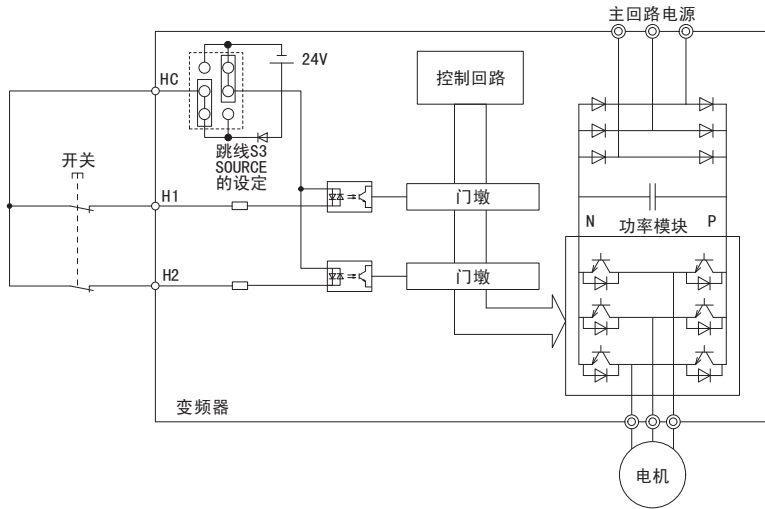 主回路电源
24V
HC
控制回路
跳线S3
SOURCE
的设定
开关
H1
门墩
N
功率模块
P
H2
门墩
变频器
电机